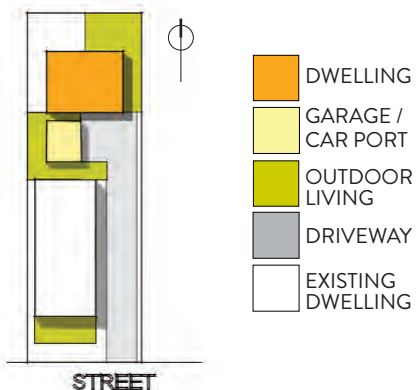 DWELLING
GARAGE /
CAR PORT
OUTDOOR
LIVING
DRIVEWAY
EXISTING
DWELLING
STREET